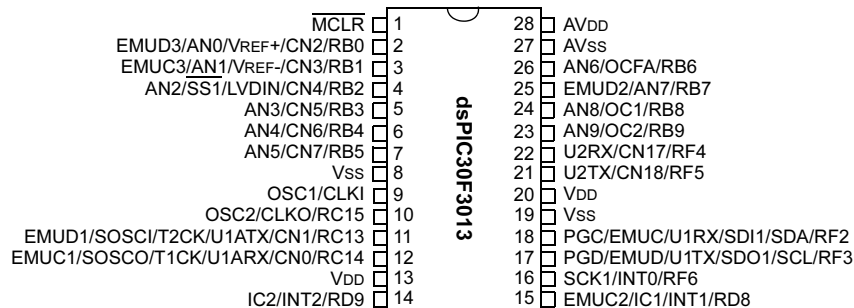 MCLR 1 28 AVDD
EMUD3/AN0/VREF+/CN2/RB0 2 27 AVSS
EMUC3/AN1/VREF-/CN3/RB1 3 26 AN6/OCFA/RB6
AN2/SS1/LVDIN/CN4/RB2 4 25 EMUD2/AN7/RB7
AN3/CN5/RB3 5 24 AN8/OC1/RB8
AN4/CN6/RB4 6 23 AN9/OC2/RB9
AN5/CN7/RB5 7 22 U2RX/CN17/RF4
VSS 8 21 U2TX/CN18/RF5
OSC1/CLKI 9 20 VDD
OSC2/CLKO/RC15 10 19 VSS
EMUD1/SOSCI/T2CK/U1ATX/CN1/RC13 11 18 PGC/EMUC/U1RX/SDI1/SDA/RF2
EMUC1/SOSCO/T1CK/U1ARX/CN0/RC14 12 17 PGD/EMUD/U1TX/SDO1/SCL/RF3
VDD 13 16 SCK1/INT0/RF6
IC2/INT2/RD9 14 15 EMUC2/IC1/INT1/RD8
dsPIC30F3013